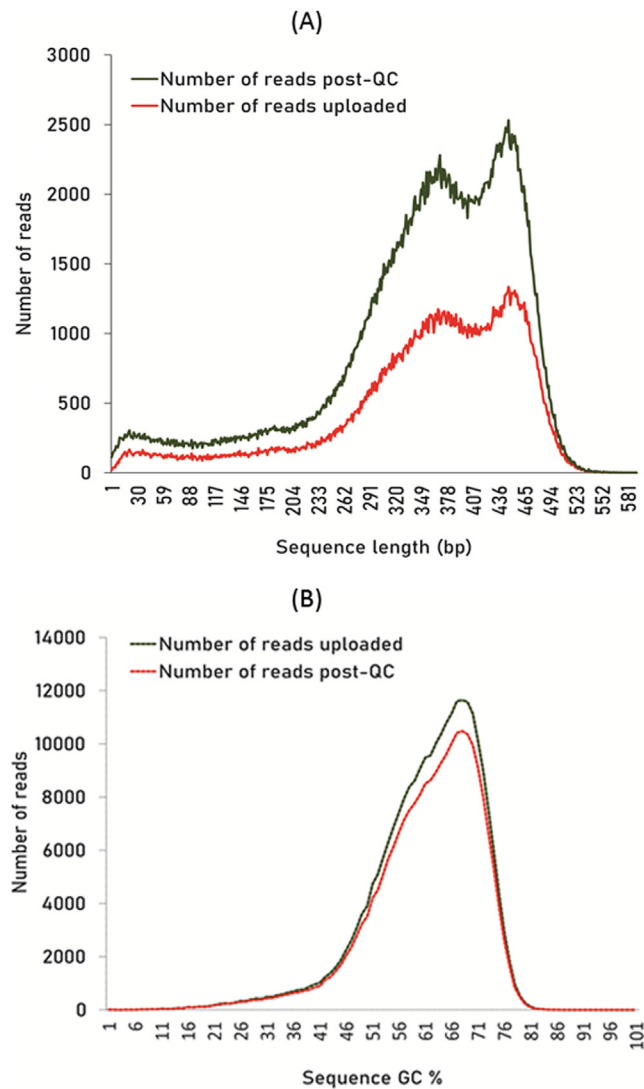 (A)
3000
2500
2000
1500
1000
500
0
Number of reads
Number of reads post-QC
Number of reads uploaded
1 30 59 88 117 146 175 204 233 262 291 320 349 378 407 436 465 494 523 552 581
Sequence length (bp)
(B)
14000
12000
10000
8000
6000
4000
2000
0
Number of reads
Number of reads uploaded
Number of reads post-QC
1 6 11 16 21 26 31 36 41 46 51 56 61 66 71 76 81 86 91 96 101
Sequence GC %